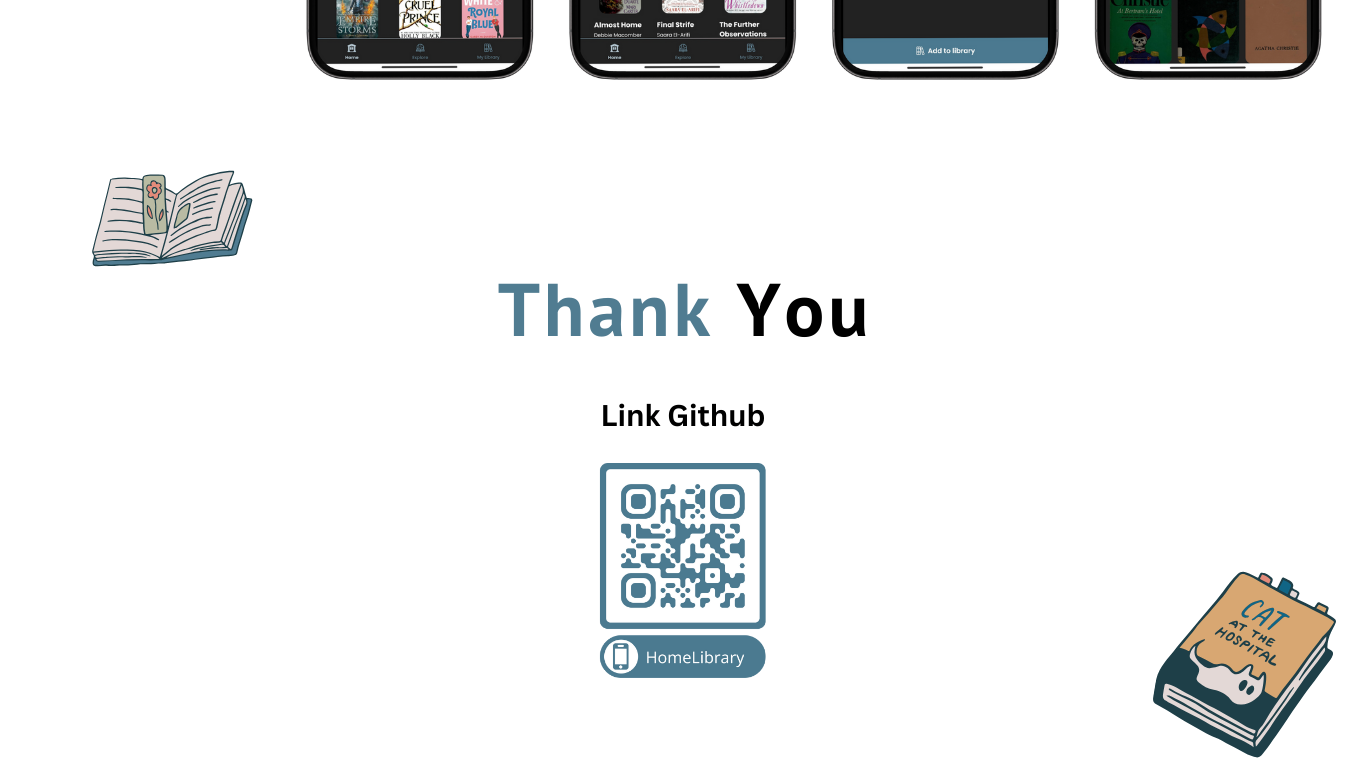 EMPIRE
STORMS
CRUEL
PRINCE
HOLLY BLACK
WHITE
ROYAL
BLUE
Home
Explore
My Library
Almost Home
Debbie Macomber
Final Strife
Saara El-Arifi
The Further
Observations
Home
Explore
My Library
Add to library
Christie
At Bertram's Hotel
AGATHA CHRISTIE
Thank You
Link Github
HomeLibrary
CAT
AT THE
HOSPITAL